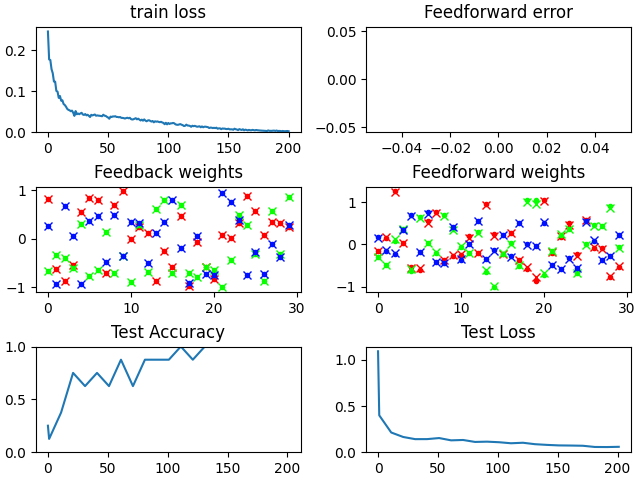 train loss
Feedforward error
0.2
0.1
0.0
0 50 100 150 200
0.05
0.00
−0.05
−0.04 −0.02 0.00 0.02 0.04
Feedback weights
Feedforward weights
1
0
−1
0 10 20 30
1
0
−1
0 10 20 30
Test Accuracy
Test Loss
1.0
0.5
0.0
0 50 100 150 200
1.0
0.5
0.0
0 50 100 150 200